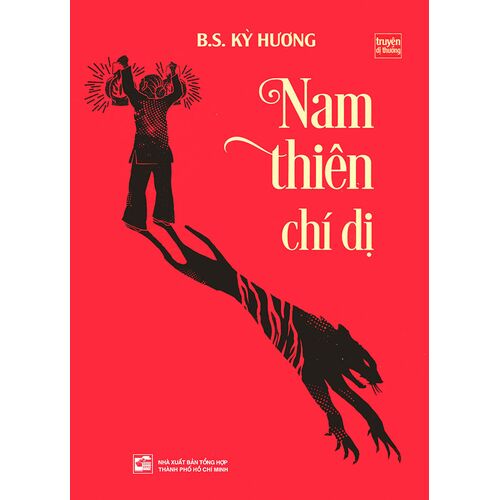 B.S. KỲ HƯƠNG
truyện
dị thường
Nam
thiên
chí dị
NHÀ XUẤT BẢN TỔNG HỢP
THÀNH PHỐ HỒ CHÍ MINH